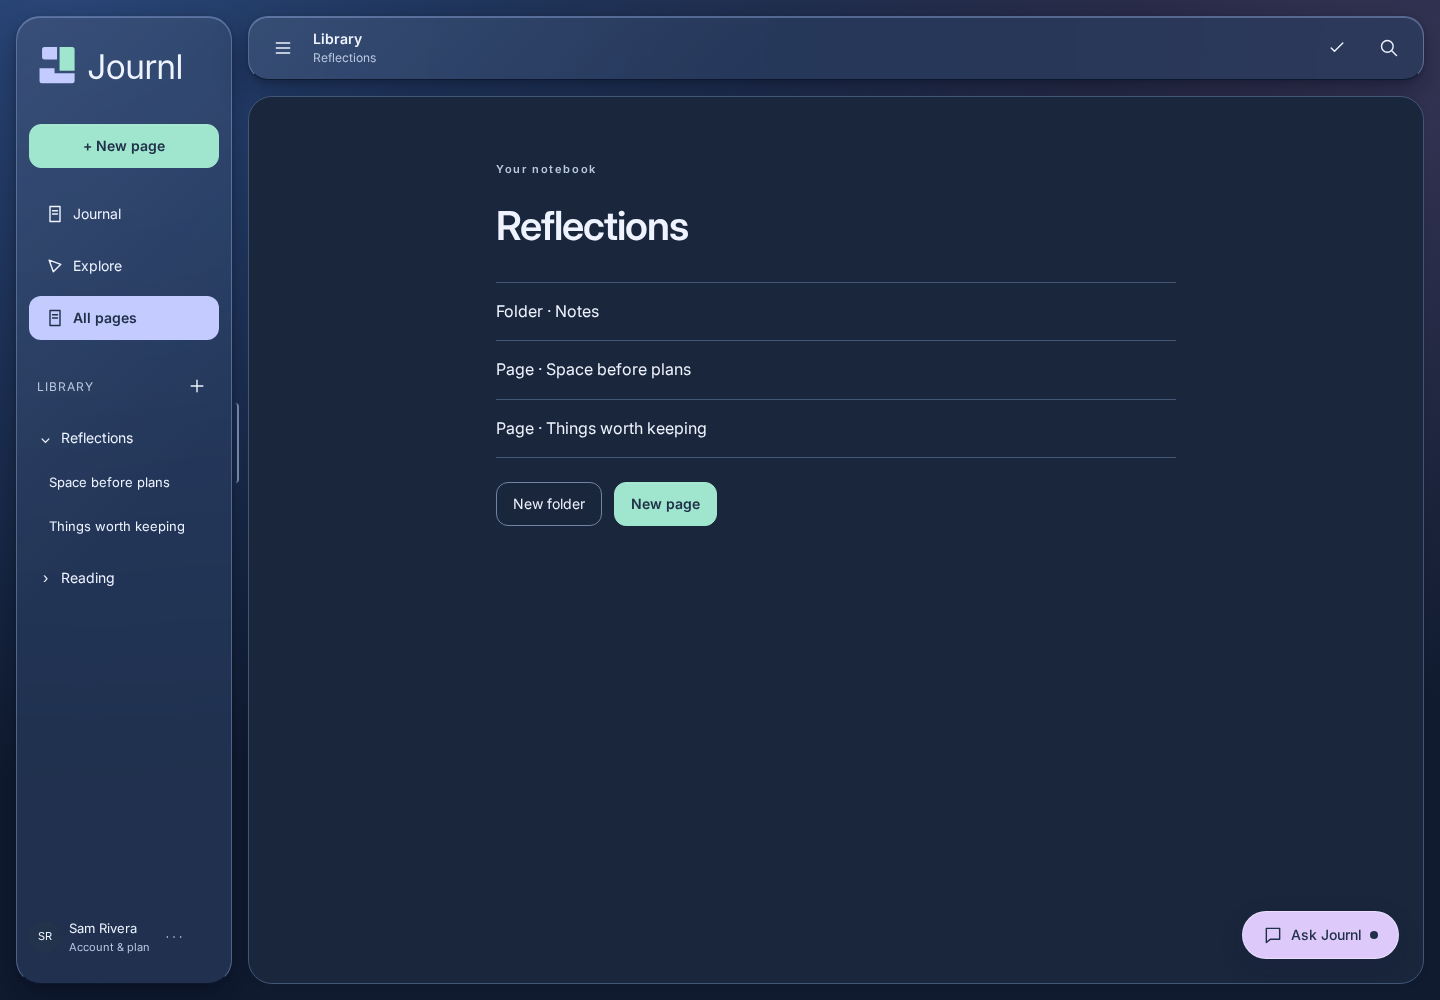 Journl
+ New page
Journal
Explore
All pages
LIBRARY
Reflections
Space before plans
Things worth keeping
Reading
SR
Sam Rivera
Account & plan
...
Library
Reflections
Your notebook
Reflections
Folder · Notes
Page · Space before plans
Page · Things worth keeping
New folder
New page
Ask Journl